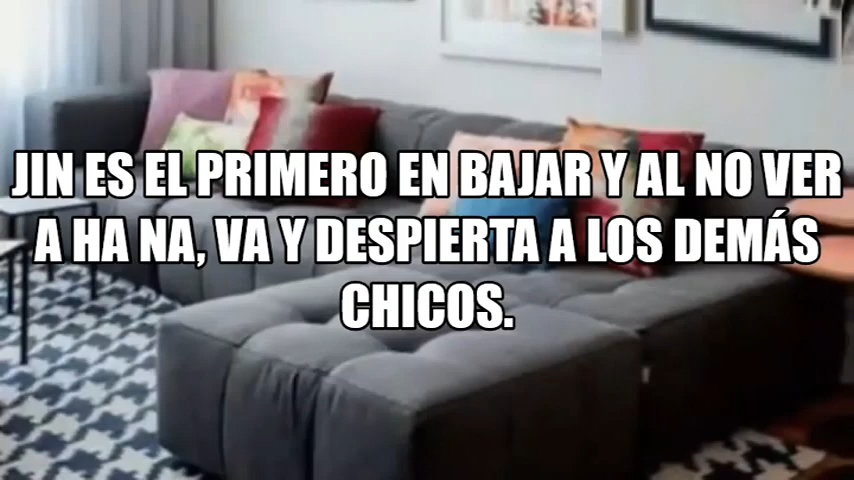 JIN ES EL PRIMERO EN BAJAR Y AL NO VER
A HA NA, VA Y DESPIERTA A LOS DEMÁS
CHICOS.